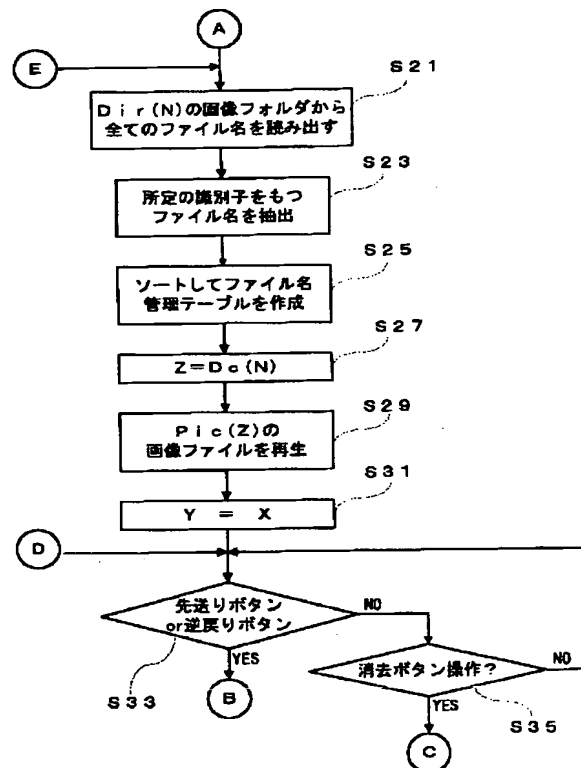 A
E
S21
Dir(N)の画像フォルダから
全てのファイル名を読み出す
S23
所定の識別子をもつ
ファイル名を抽出
S25
ソートしてファイル名
管理テーブルを作成
S27
Z=Dc(N)
S29
Pic(Z)の
画像ファイルを再生
S31
Y = X
D
先送りボタン
or逆戻りボタン
NO
YES
S33
B
消去ボタン操作?
NO
YES
S35
C